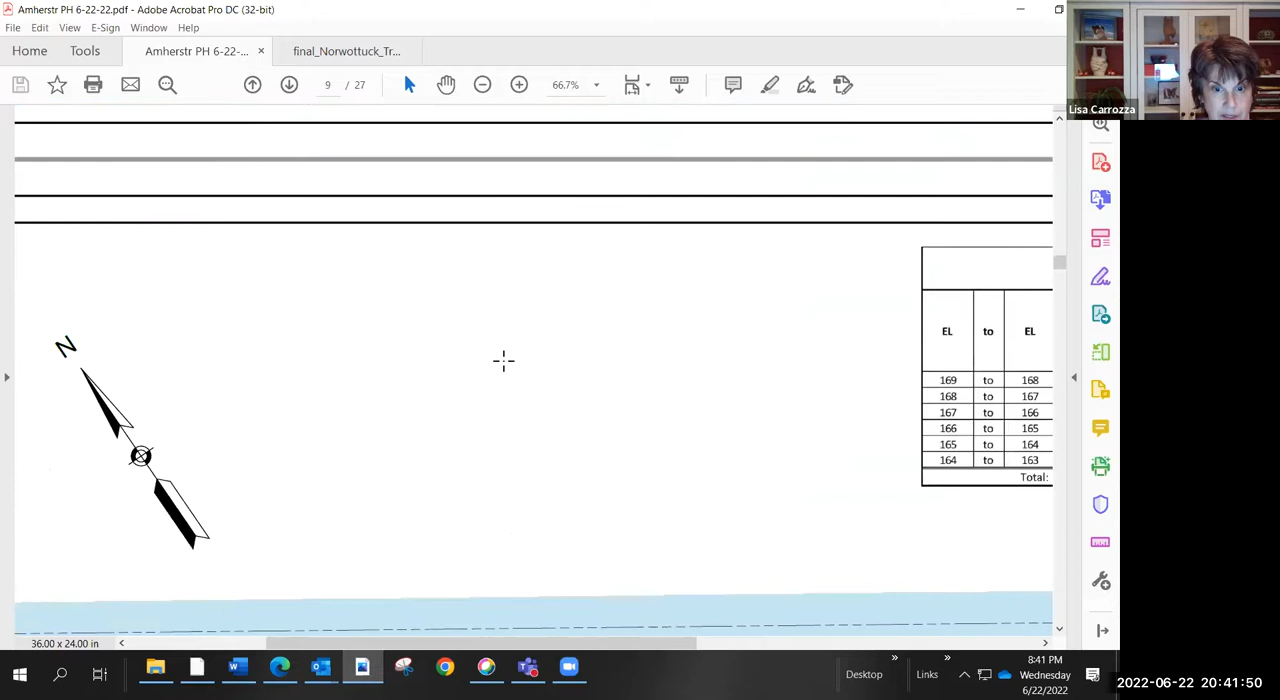 Amherstr PH 6-22-22.pdf - Adobe Acrobat Pro DC (32-bit)
File Edit View E-Sign Window Help
Home Tools Amherstr PH 6-22-... × final_Norwottuck_Tr...
9 / 27 66.7%
Lisa Carrozza
N
EL to EL
169 to 168
168 to 167
167 to 166
166 to 165
165 to 164
164 to 163
Total:
36.00 x 24.00 in
Desktop » Links » 8:41 PM
Wednesday
6/22/2022
2022-06-22 20:41:50